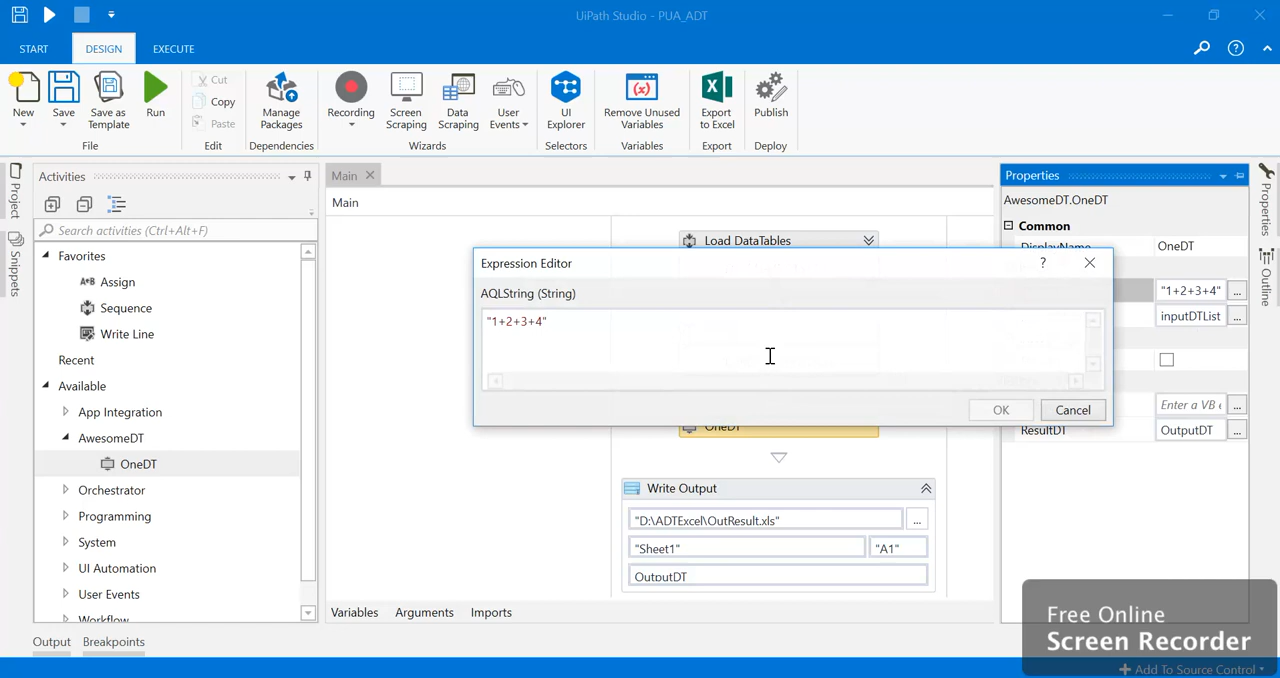 UiPath Studio - PUA_ADT
START DESIGN EXECUTE
New Save Save as Template Run
Cut
Copy
Paste
Manage Packages
Recording Screen Scraping Data Scraping User Events
UI Explorer
Remove Unused Variables
Export to Excel
Publish
File Edit Dependencies Wizards Selectors Variables Export Deploy
Project
Snippets
Activities
Search activities (Ctrl+Alt+F)
Favorites
Assign
Sequence
Write Line
Recent
Available
App Integration
AwesomeDT
OneDT
Orchestrator
Programming
System
UI Automation
User Events
Workflow
Main
Main
Load DataTables
Expression Editor
?
AQLString (String)
"1+2+3+4"
OK Cancel
OneDT
Write Output
"D:\ADTExcel\OutResult.xls"
...
"Sheet1" "A1"
OutputDT
Variables Arguments Imports
Properties
AwesomeDT.OneDT
Common
DisplayName OneDT
"1+2+3+4" ...
inputDTList ...
Enter a VB e ...
ResultDT OutputDT ...
Properties
Outline
Output Breakpoints
Free Online
Screen Recorder
Add To Source Control